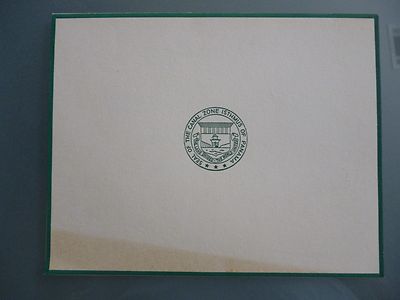 SEAL OF THE CANAL ZONE ISTHMUS OF PANAMA